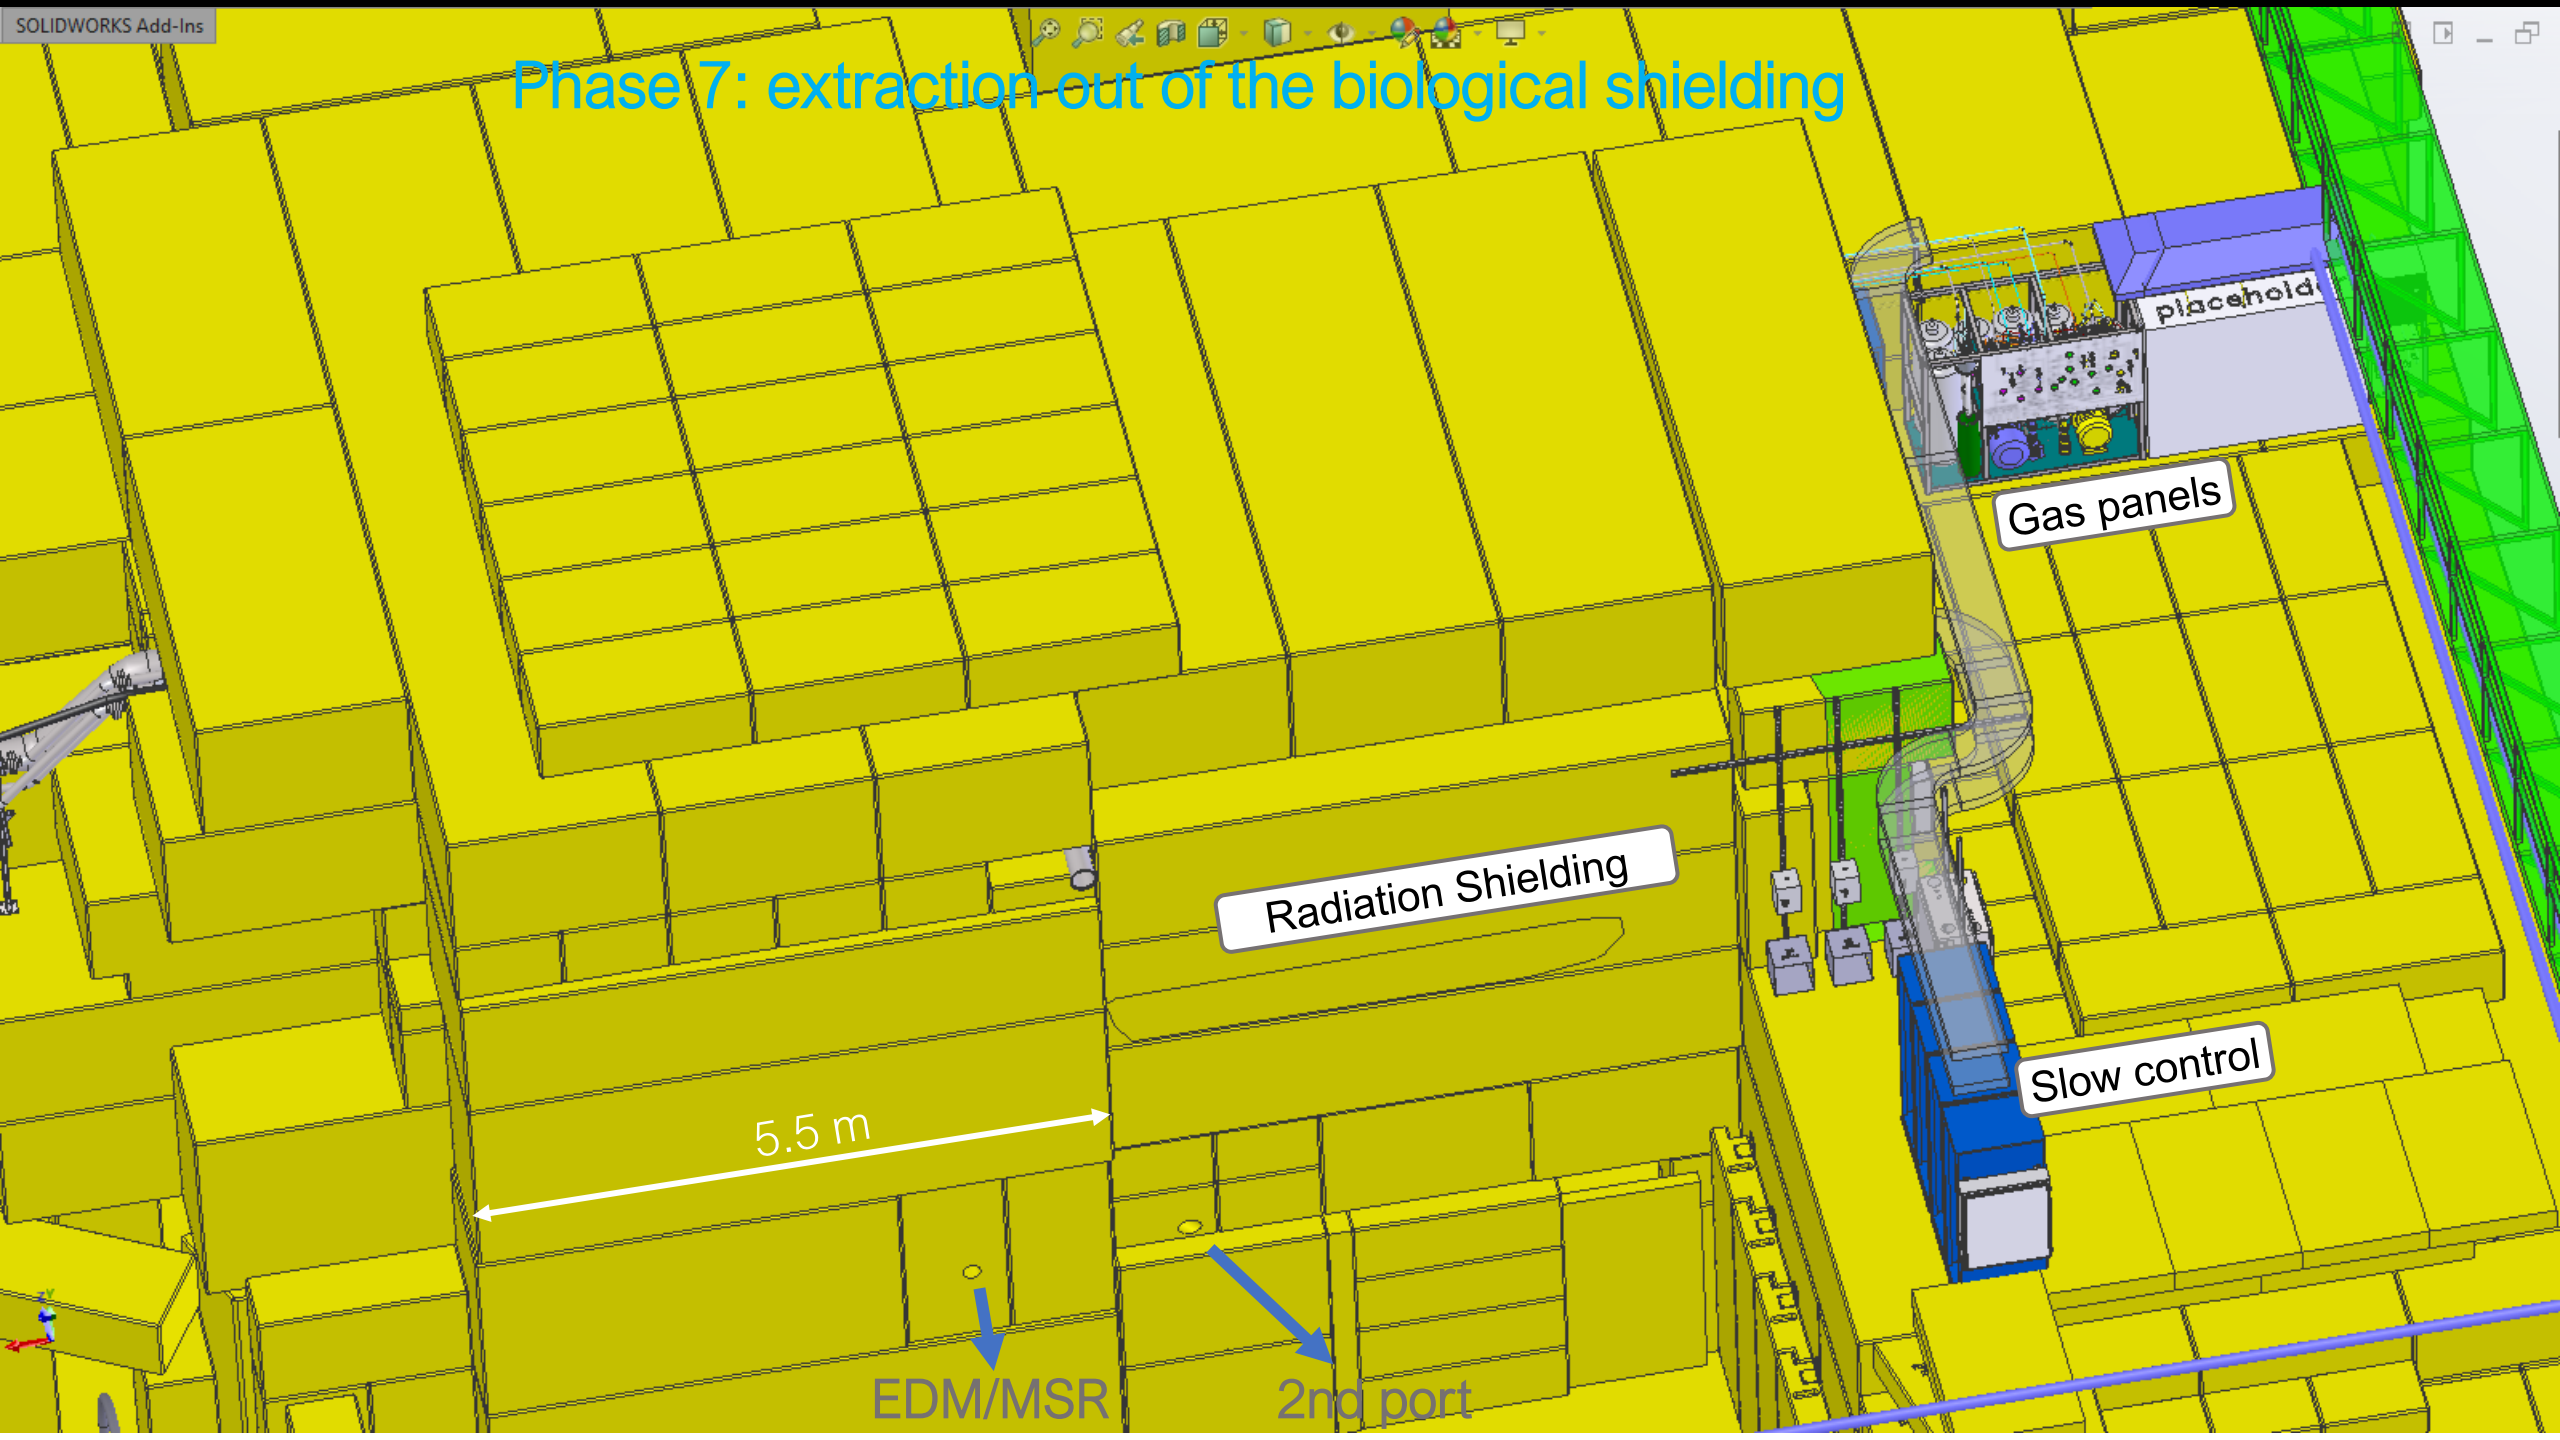 SOLIDWORKS Add-Ins
Phase 7: extraction out of the biological shielding
placehold
Gas panels
Radiation Shielding
Slow control
5.5 m
EDM/MSR
2nd port